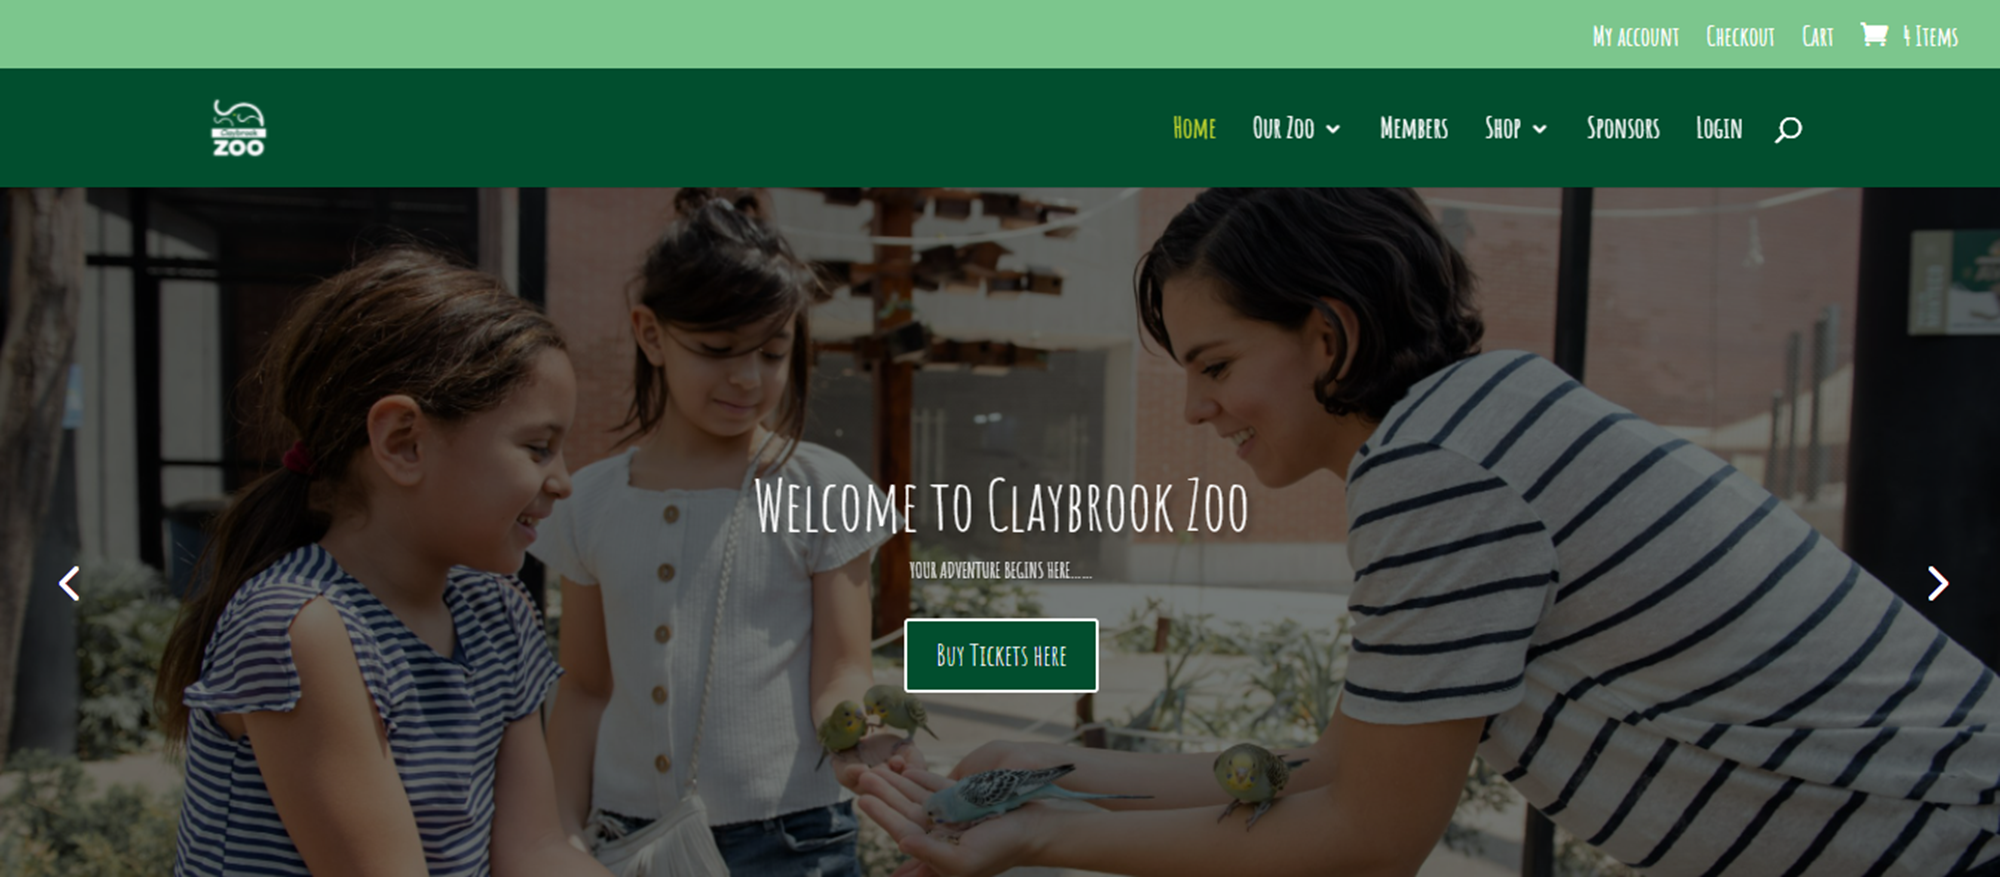 My account Checkout Cart 4 Items
Claybrook
ZOO
Home Our Zoo Members Shop Sponsors Login
Welcome to Claybrook Zoo
your adventure begins here......
Buy Tickets here